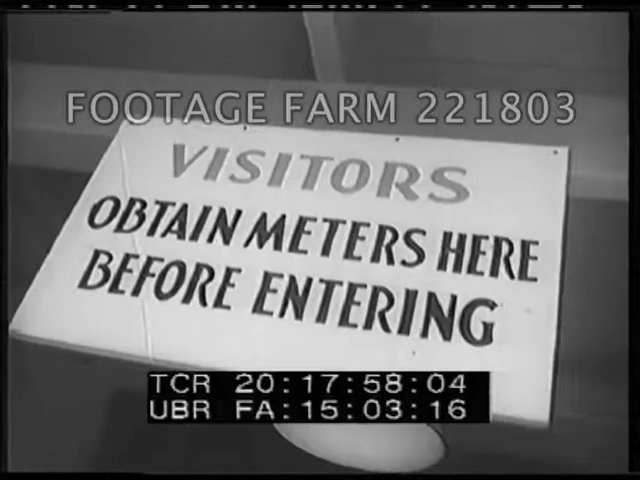 FOOTAGE FARM 221803
VISITORS
OBTAIN METERS HERE
BEFORE ENTERING
TCR 20:17:58:04
UBR FA:15:03:16